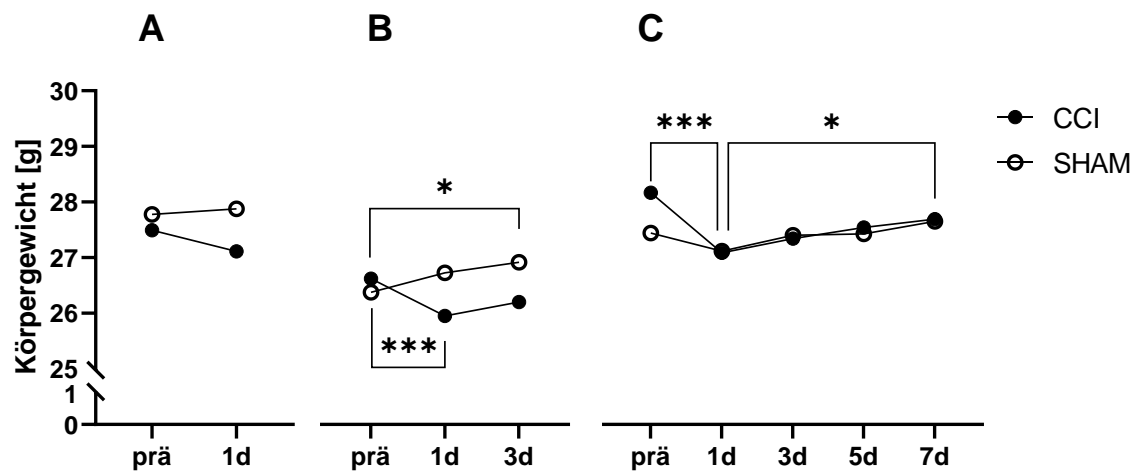 A B C
Körpergewicht [g]
30
29
28
27
26
25
1
0
*
***
*** *
prä 1d
prä 1d 3d
prä 1d 3d 5d 7d
CCI
SHAM